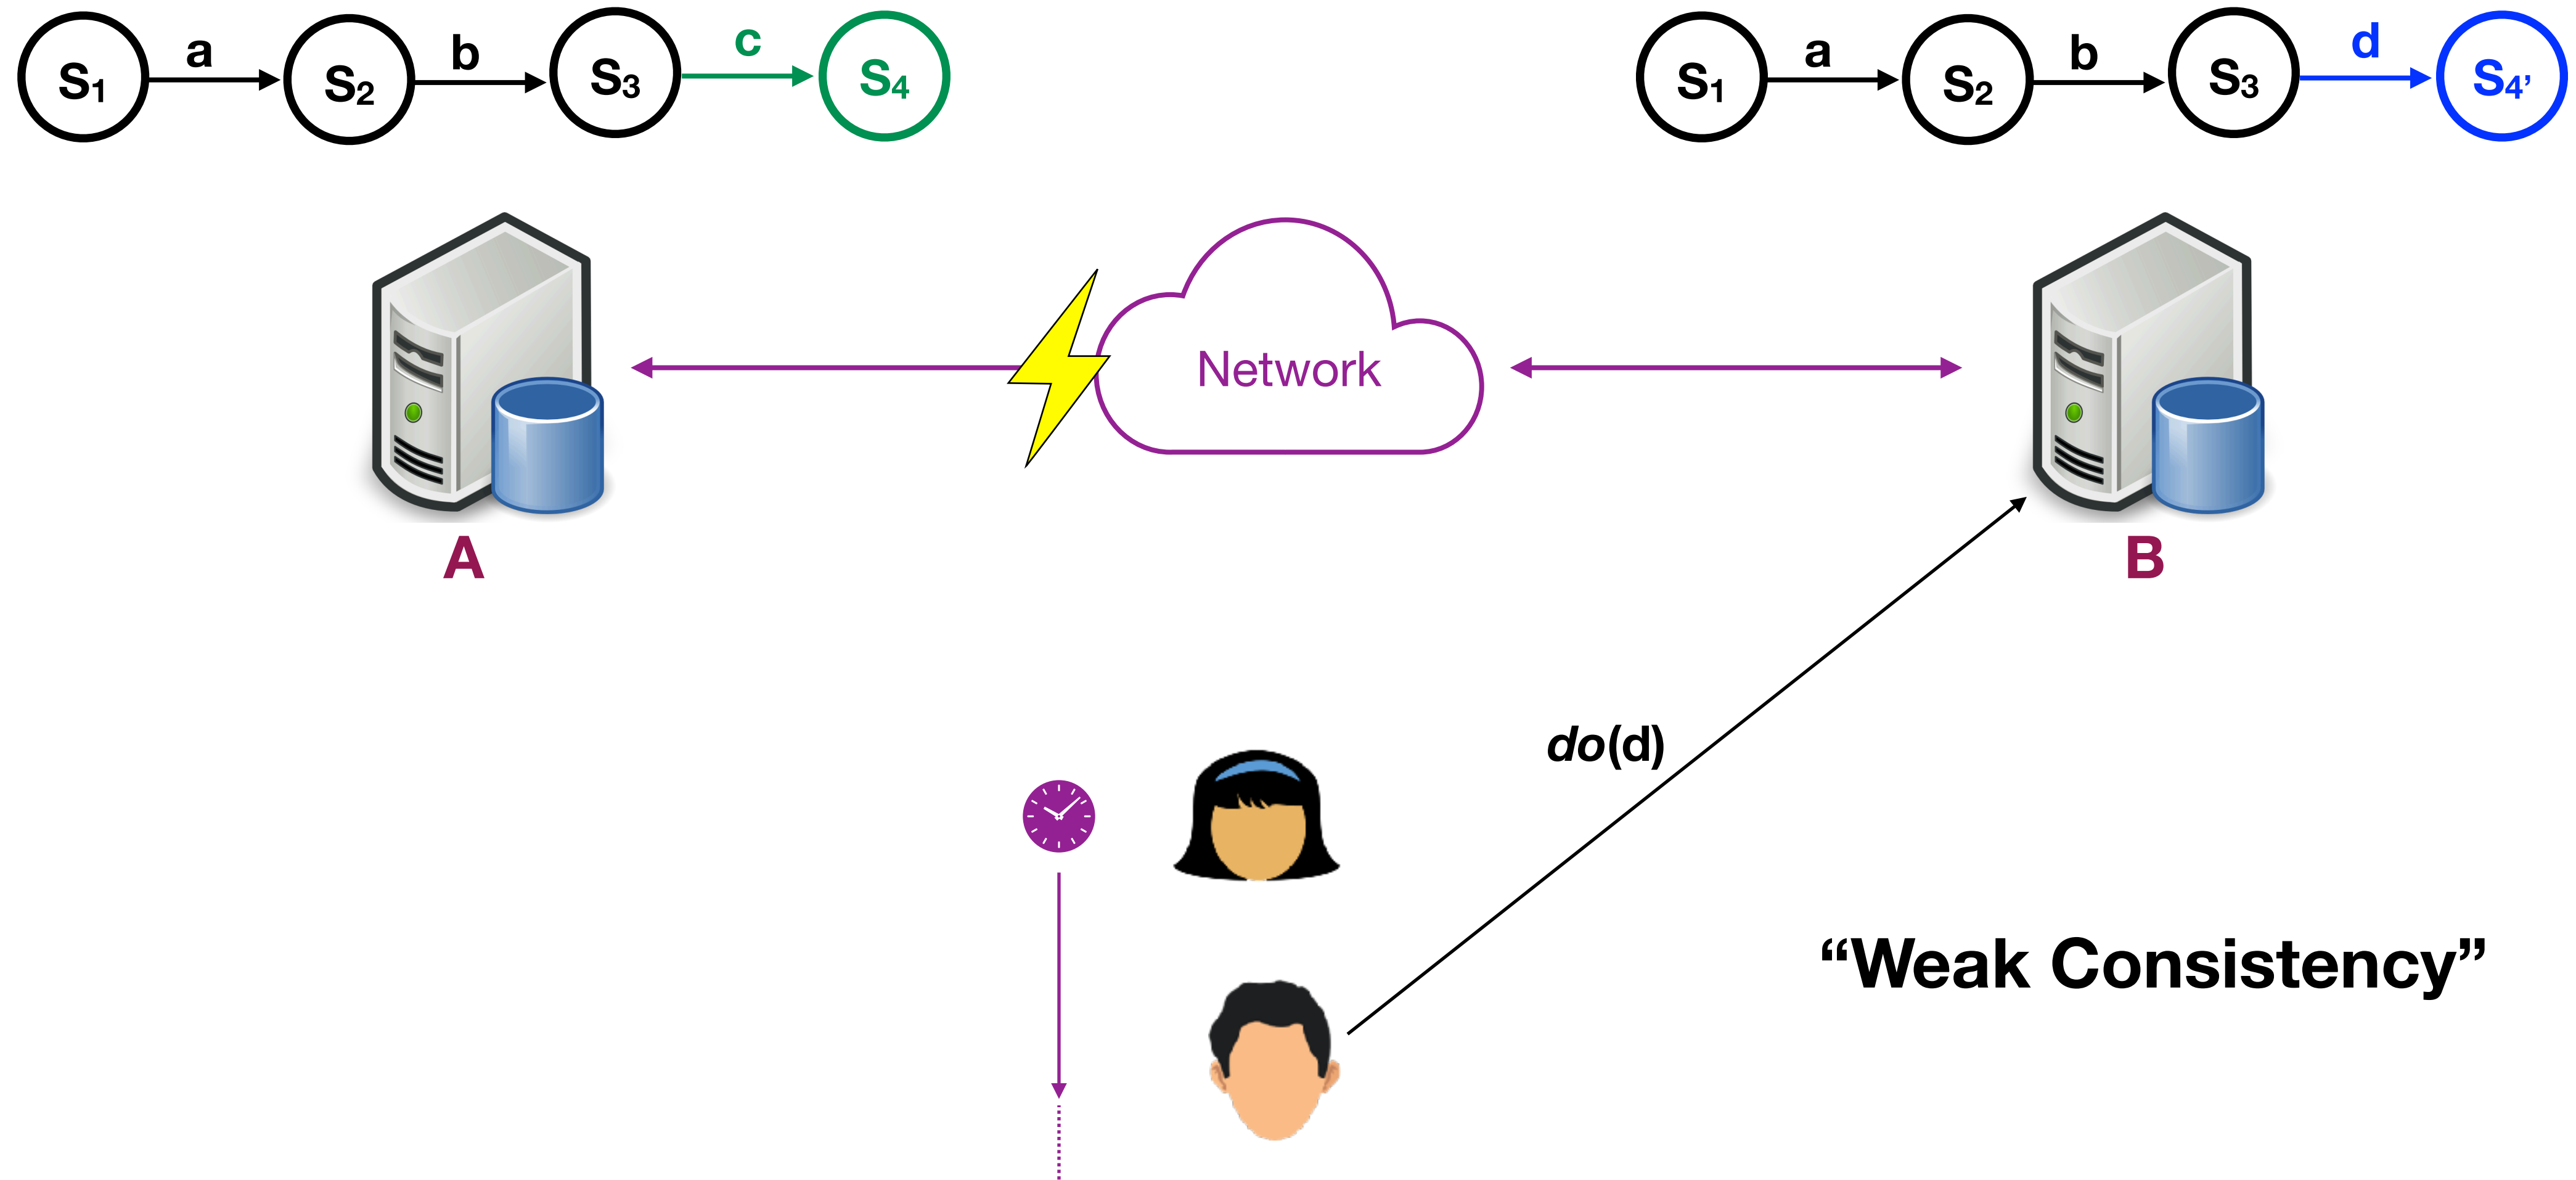 S₁ a S₂ b S₃ c S₄
S₁ a S₂ b S₃ d S₄’
Network
A
B
do(d)
“Weak Consistency”